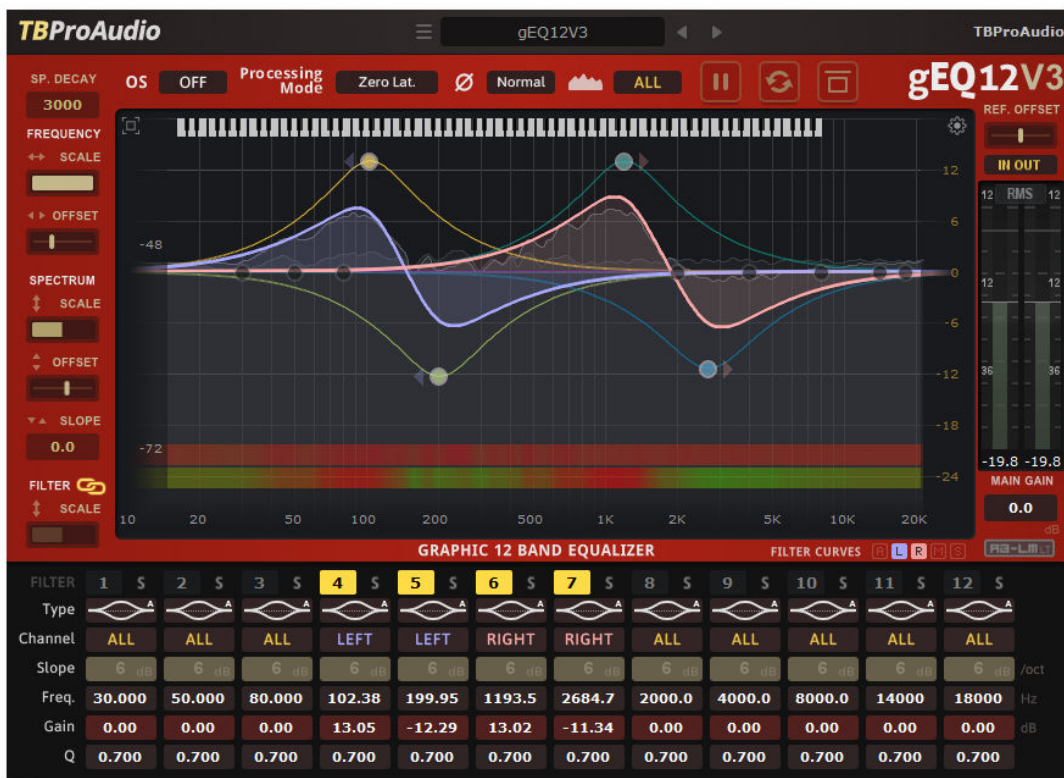 TBProAudio
gEQ12V3
TBProAudio
SP. DECAY
3000
OS OFF Processing Mode Zero Lat. Ø Normal ALL
gEQ12V3
FREQUENCY
SCALE
OFFSET
SPECTRUM
SCALE
OFFSET
SLOPE
0.0
FILTER
SCALE
-48
-72
12
6
0
-6
-12
-18
-24
10 20 50 100 200 500 1K 2K 5K 10K 20K
REF. OFFSET
IN OUT
12 RMS 12
12 12
36 36
-19.8 -19.8
MAIN GAIN
0.0
dB
GRAPHIC 12 BAND EQUALIZER
FILTER CURVES A L R M S
AB-LM LT
FILTER 1 S 2 S 3 S 4 S 5 S 6 S 7 S 8 S 9 S 10 S 11 S 12 S
Type A A A A A A A A A A A A
Channel ALL ALL ALL LEFT LEFT RIGHT RIGHT ALL ALL ALL ALL ALL
Slope 6 dB 6 dB 6 dB 6 dB 6 dB 6 dB 6 dB 6 dB 6 dB 6 dB 6 dB 6 dB /oct
Freq. 30.000 50.000 80.000 102.38 199.95 1193.5 2684.7 2000.0 4000.0 8000.0 14000 18000 Hz
Gain 0.00 0.00 0.00 13.05 -12.29 13.02 -11.34 0.00 0.00 0.00 0.00 0.00 dB
Q 0.700 0.700 0.700 0.700 0.700 0.700 0.700 0.700 0.700 0.700 0.700 0.700